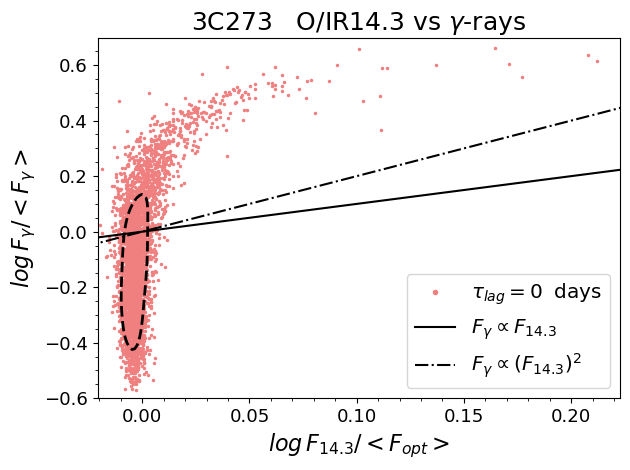 3C273 O/IR14.3 vs γ-rays
log F_γ/<F_γ>
0.6
0.4
0.2
0.0
−0.2
−0.4
−0.6
τ_lag = 0 days
F_γ ∝ F_14.3
F_γ ∝ (F_14.3)^2
0.00 0.05 0.10 0.15 0.20
log F_14.3/<F_opt>